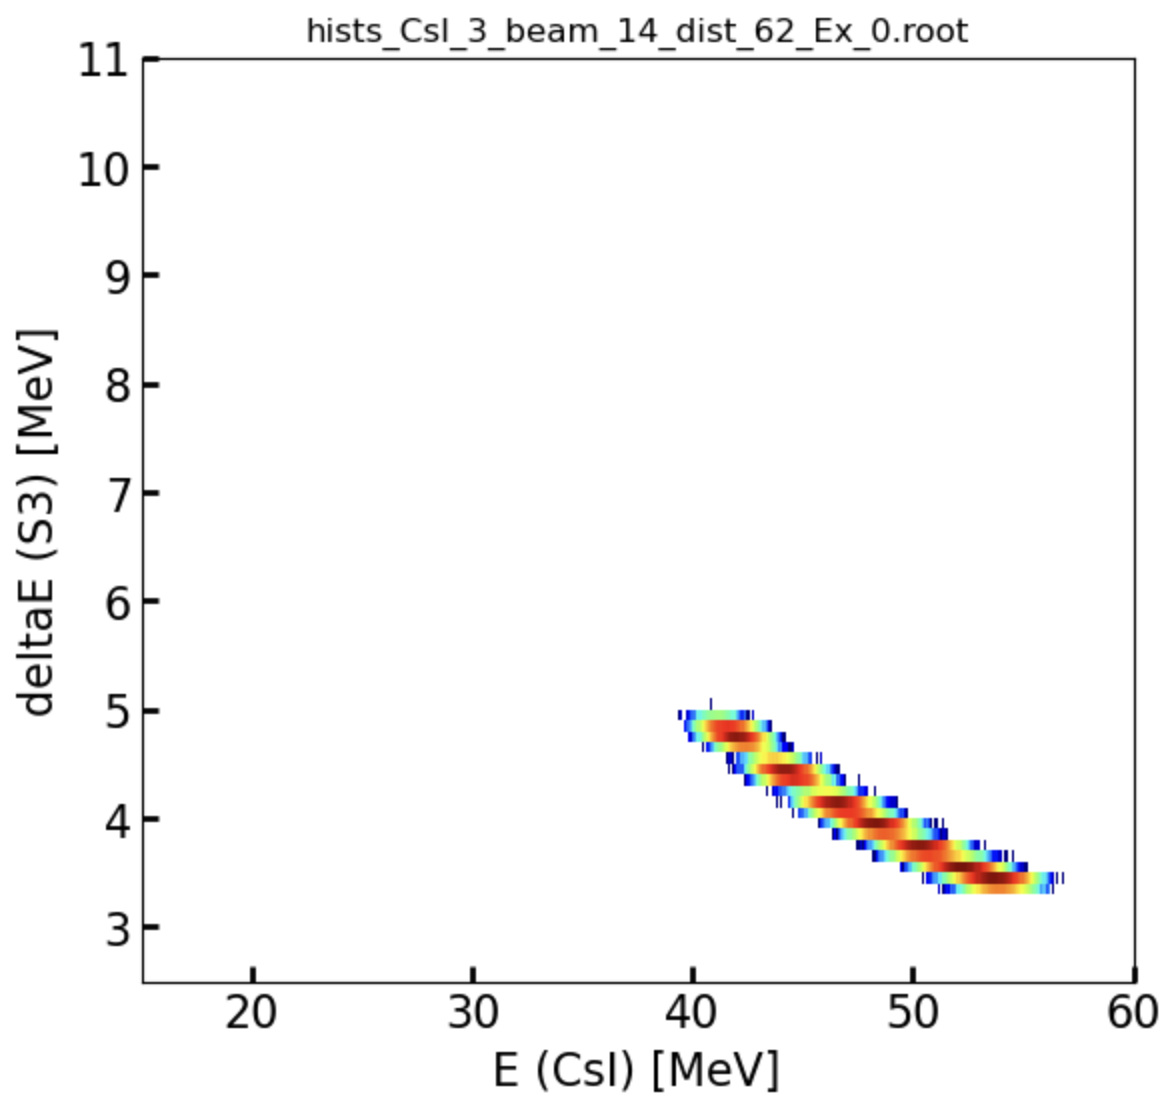 hists_CsI_3_beam_14_dist_62_Ex_0.root
11
10
9
8
7
6
5
4
3
deltaE (S3) [MeV]
20 30 40 50 60
E (CsI) [MeV]